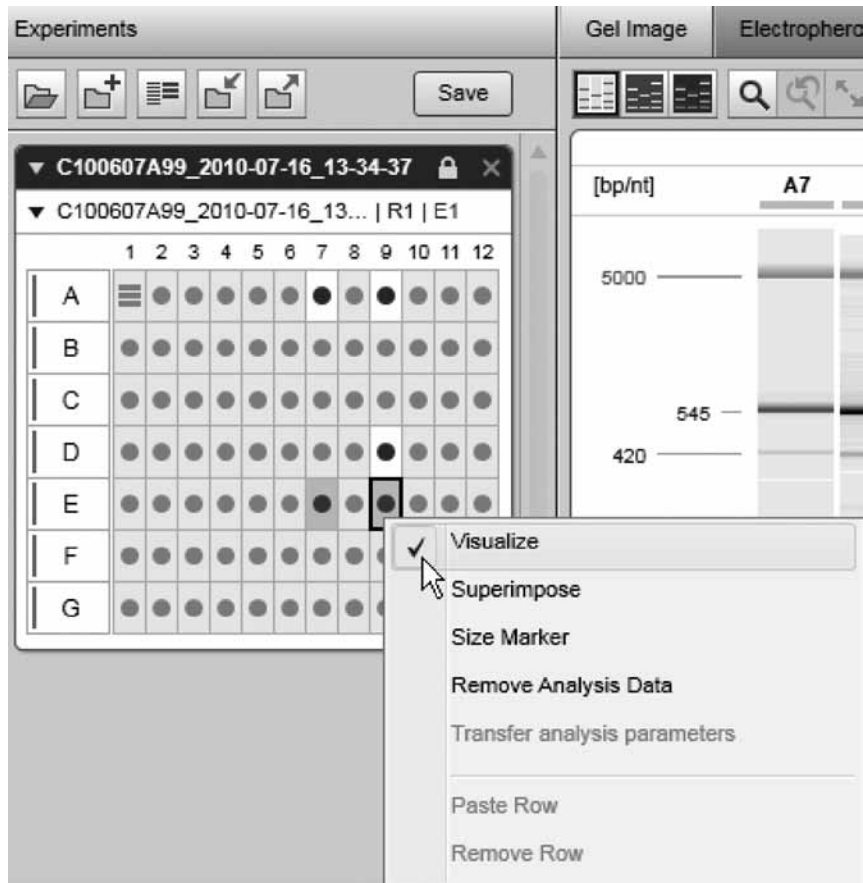 Experiments
Save
C100607A99_2010-07-16_13-34-37
C100607A99_2010-07-16_13... | R1 | E1
1 2 3 4 5 6 7 8 9 10 11 12
A
B
C
D
E
F
G
Gel Image
Electrophero
[bp/nt] A7
5000
545
420
Visualize
Superimpose
Size Marker
Remove Analysis Data
Transfer analysis parameters
Paste Row
Remove Row